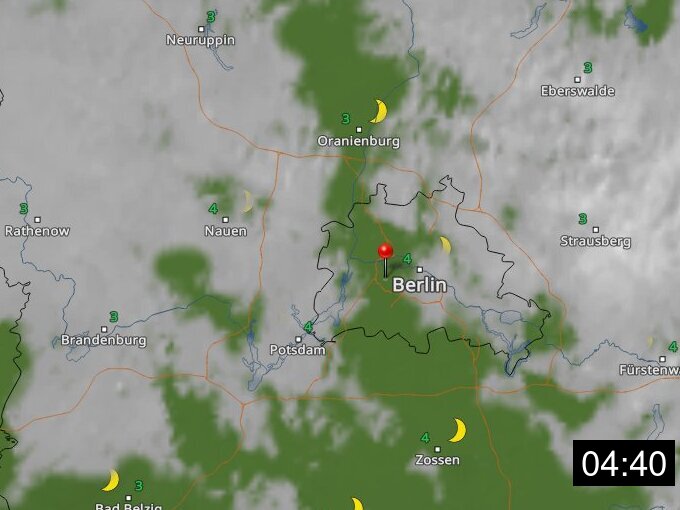 3
Neuruppin
3
Eberswalde
3
Oranienburg
3
Rathenow
4
Nauen
3
Strausberg
4
Berlin
3
Brandenburg
4
Potsdam
4
Fürstenwa
4
Zossen
04:40
3
Bad Belzig